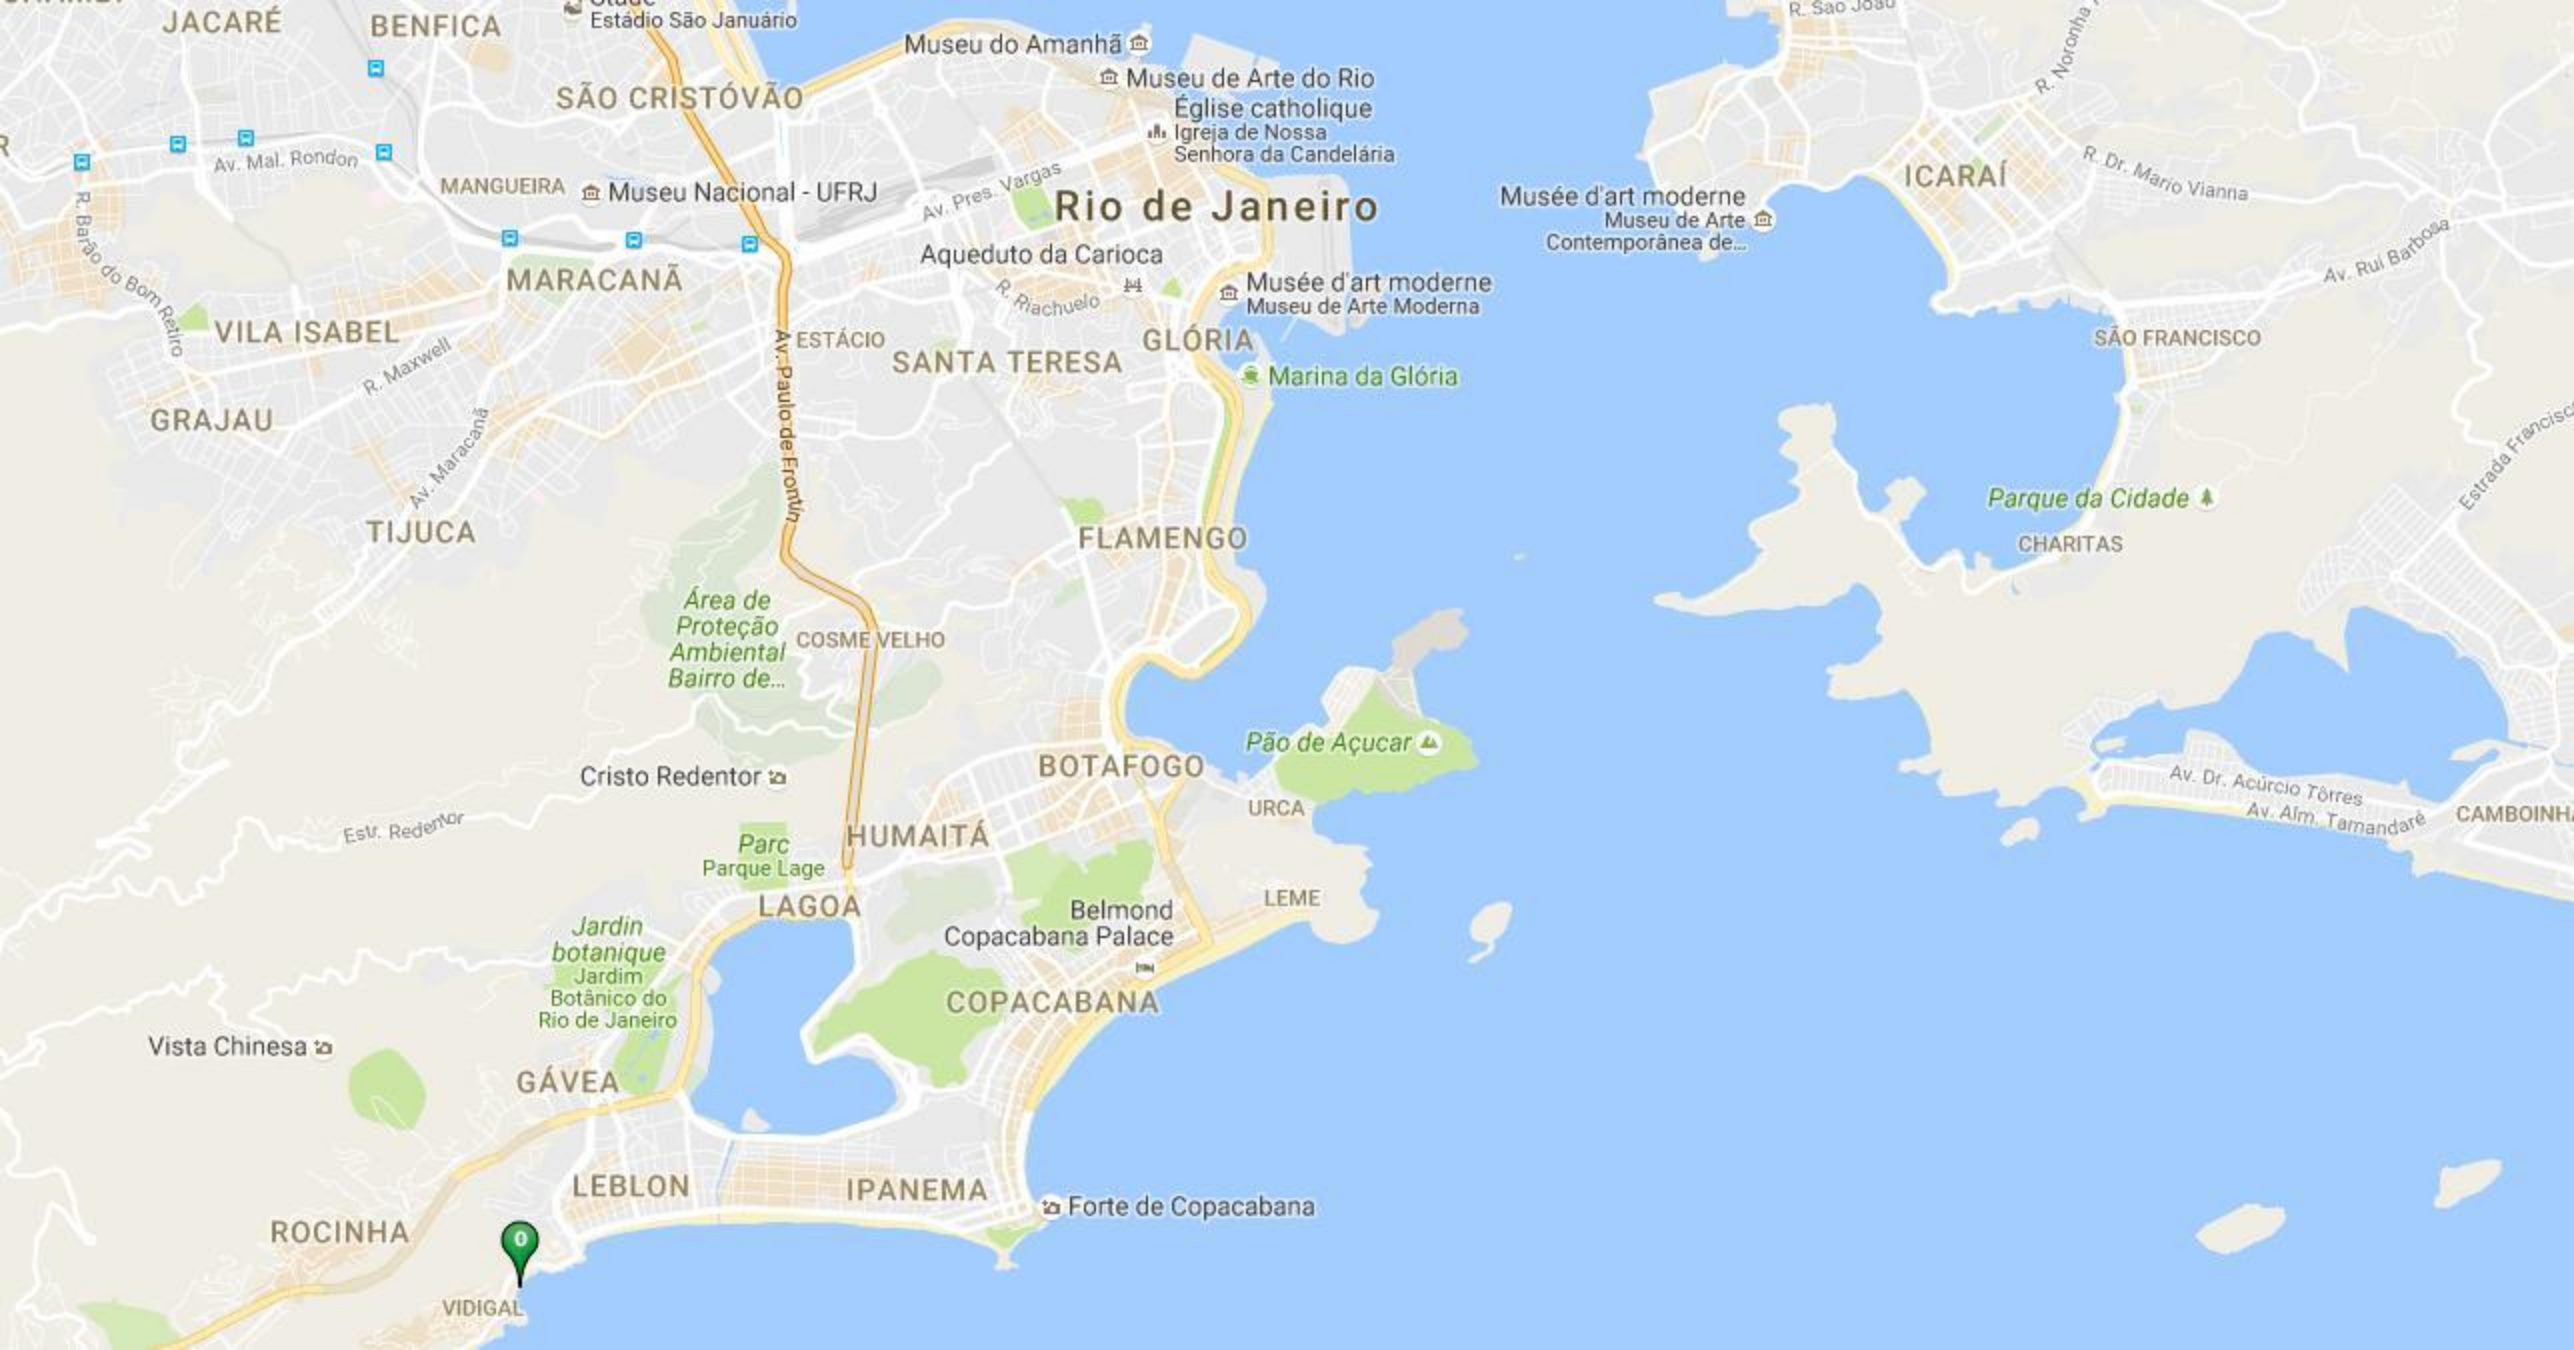 Estádio São Januário
R. São João
JACARÉ
BENFICA
Museu do Amanhã
R. Noronha
Museu de Arte do Rio
SÃO CRISTÓVÃO
Église catholique
Igreja de Nossa
Senhora da Candelária
Av. Mal. Rondon
R. Dr. Mario Vianna
ICARAÍ
MANGUEIRA
Museu Nacional - UFRJ
Av. Pres. Vargas
Rio de Janeiro
Musée d'art moderne
Museu de Arte
Contemporânea de...
R. Barão do Bom Retiro
Aqueduto da Carioca
Av. Rui Barbosa
MARACANÃ
R. Riachuelo
Musée d'art moderne
Museu de Arte Moderna
VILA ISABEL
R. Maxwell
Av. Paulo de Frontin
ESTÁCIO
SANTA TERESA
GLÓRIA
SÃO FRANCISCO
Marina da Glória
GRAJAU
Av. Maracanã
Estrada Francisco
Parque da Cidade
TIJUCA
FLAMENGO
CHARITAS
Área de
Proteção
Ambiental
Bairro de...
COSME VELHO
Pão de Açucar
BOTAFOGO
Cristo Redentor
Av. Dr. Acúrcio Tôrres
Av. Alm. Tamandaré
CAMBOINH
URCA
Estr. Redentor
HUMAITÁ
Parc
Parque Lage
LAGOA
LEME
Belmond
Copacabana Palace
Jardin
botanique
Jardim
Botânico do
Rio de Janeiro
COPACABANA
Vista Chinesa
GÁVEA
LEBLON
IPANEMA
Forte de Copacabana
ROCINHA
0
VIDIGAL